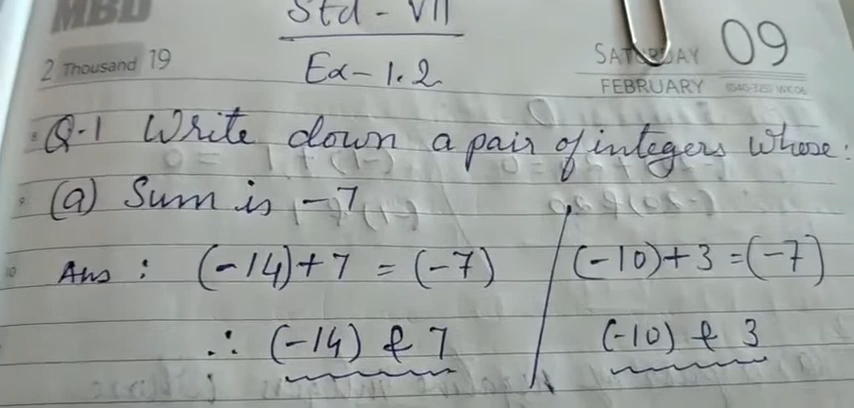 MBD
Std - VII
2 Thousand 19
Ex - 1.2
SATURDAY 09
FEBRUARY
Q.1 Write down a pair of integers whose:
(a) Sum is -7
Ans : (-14)+7 = (-7) / (-10)+3 =(-7)
∴ (-14) & 7 (-10) & 3